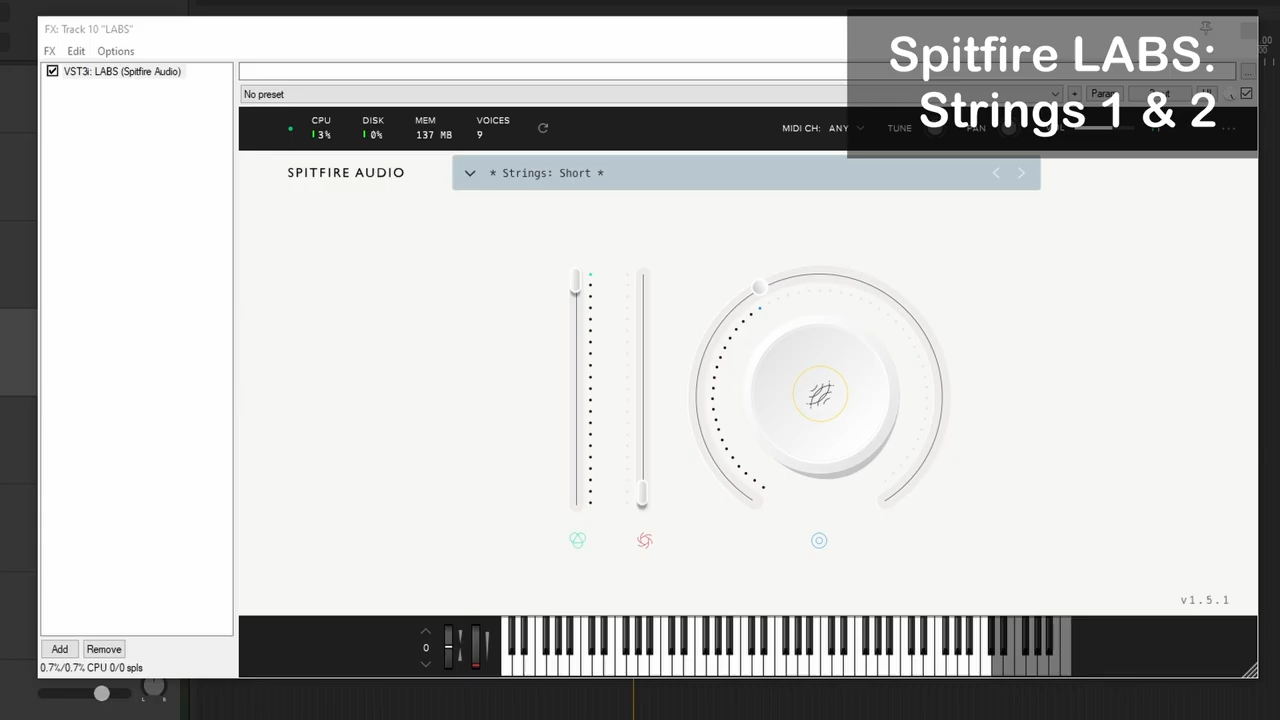 FX: Track 10 "LABS"
FX Edit Options
VST3i: LABS (Spitfire Audio)
Spitfire LABS:
Strings 1 & 2
No preset
+ Param
CPU DISK MEM VOICES
3% 0% 137 MB 9
MIDI CH: ANY TUNE PAN
SPITFIRE AUDIO
* Strings: Short *
v1.5.1
0
Add Remove
0.7%/0.7% CPU 0/0 spls
L R
.00